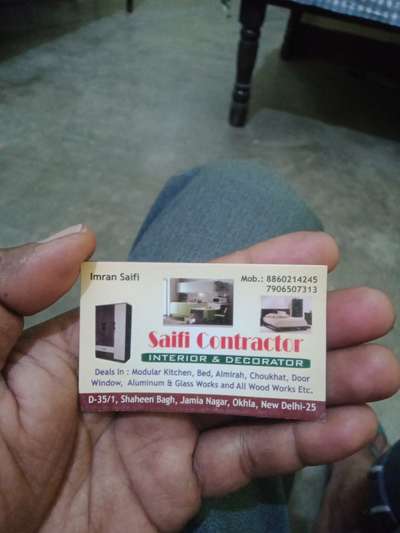 Imran Saifi
Mob.: 8860214245
7906507313
Saifi Contractor
INTERIOR & DECORATOR
Deals in : Modular Kitchen, Bed, Almirah, Choukhat, Door
Window, Aluminum & Glass Works and All Wood Works Etc.
D-35/1, Shaheen Bagh, Jamia Nagar, Okhla, New Delhi-25